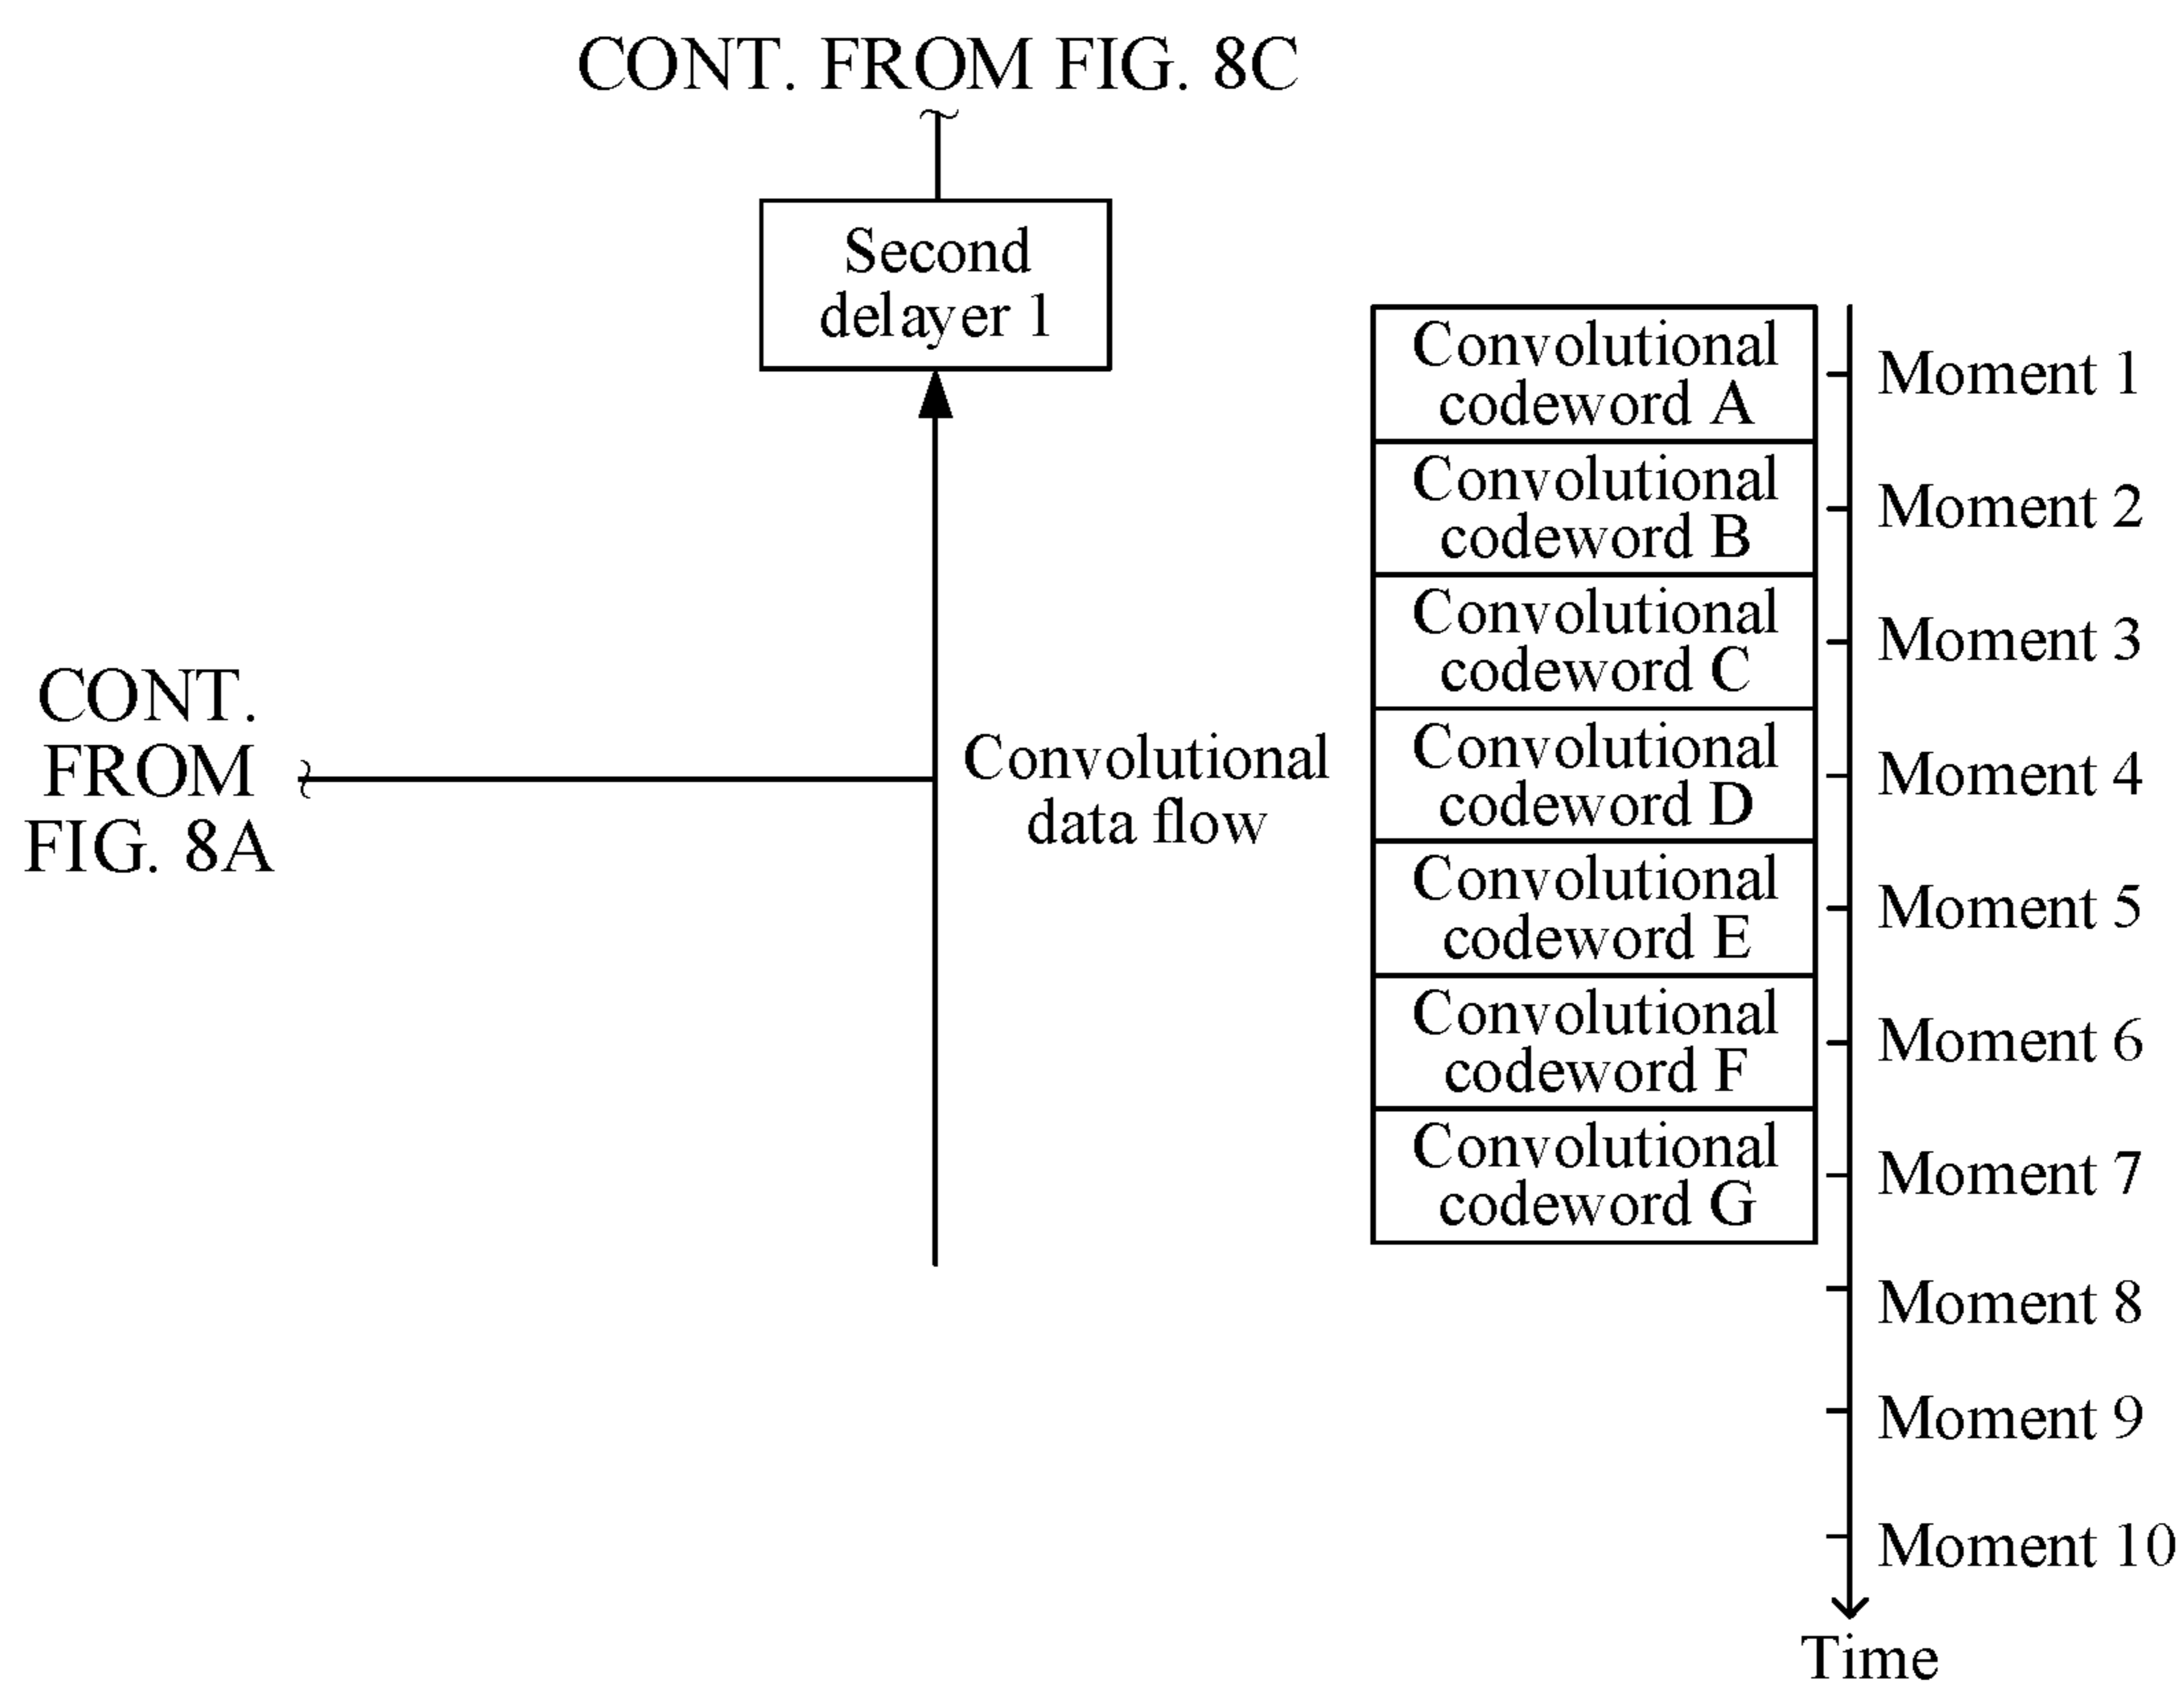 CONT. FROM FIG. 8C
Second
delayer 1
CONT.
FROM
FIG. 8A
Convolutional
data flow
Convolutional
codeword A
Moment 1
Convolutional
codeword B
Moment 2
Convolutional
codeword C
Moment 3
Convolutional
codeword D
Moment 4
Convolutional
codeword E
Moment 5
Convolutional
codeword F
Moment 6
Convolutional
codeword G
Moment 7
Moment 8
Moment 9
Moment 10
Time